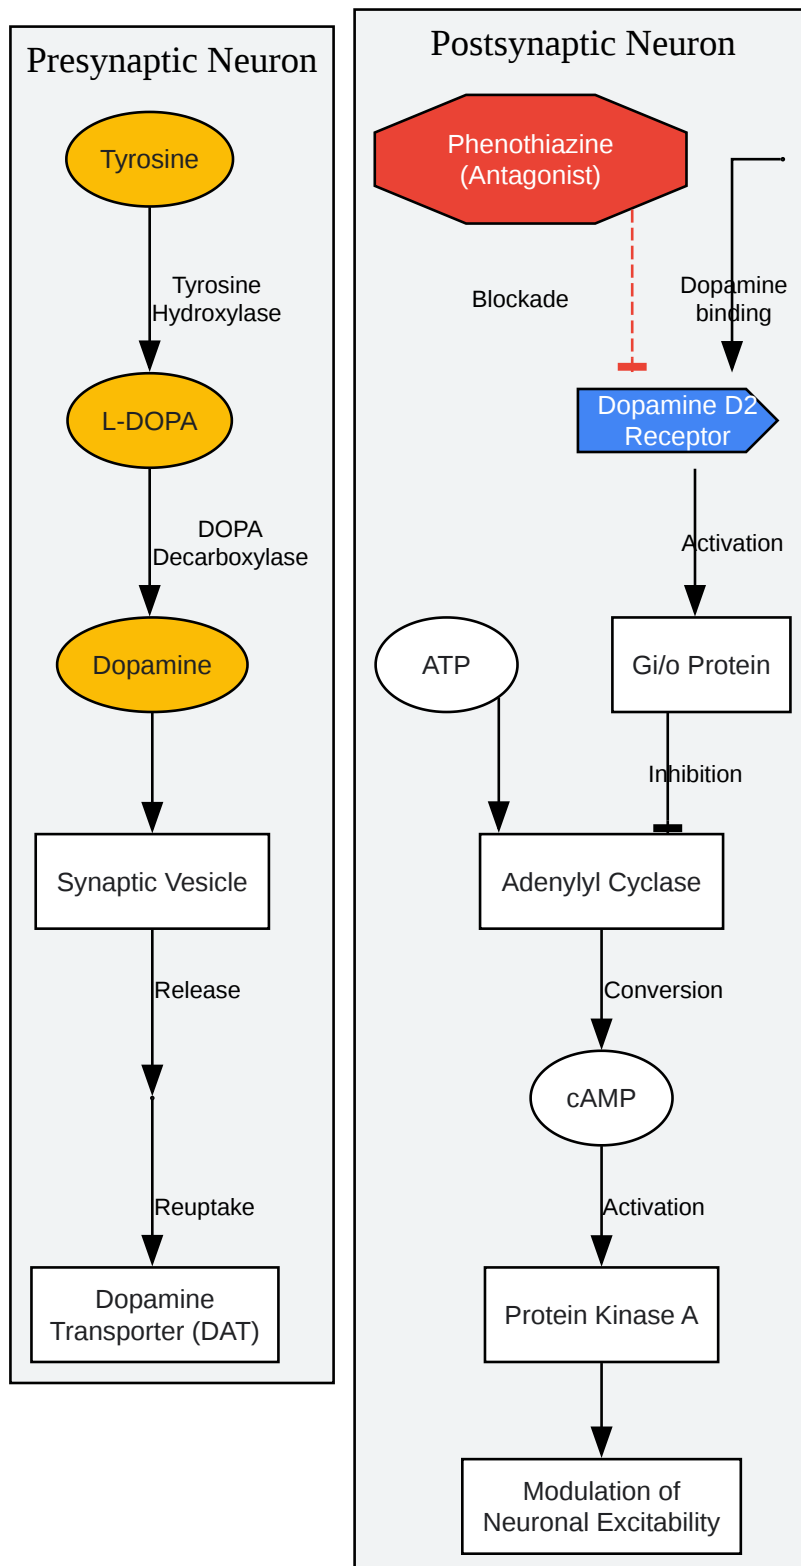 Presynaptic Neuron
Tyrosine
Tyrosine
Hydroxylase
L-DOPA
DOPA
Decarboxylase
Dopamine
Synaptic Vesicle
Release
Reuptake
Dopamine
Transporter (DAT)
Postsynaptic Neuron
Phenothiazine
(Antagonist)
Blockade
Dopamine
binding
Dopamine D2
Receptor
Activation
ATP
Gi/o Protein
Inhibition
Adenylyl Cyclase
Conversion
cAMP
Activation
Protein Kinase A
Modulation of
Neuronal Excitability